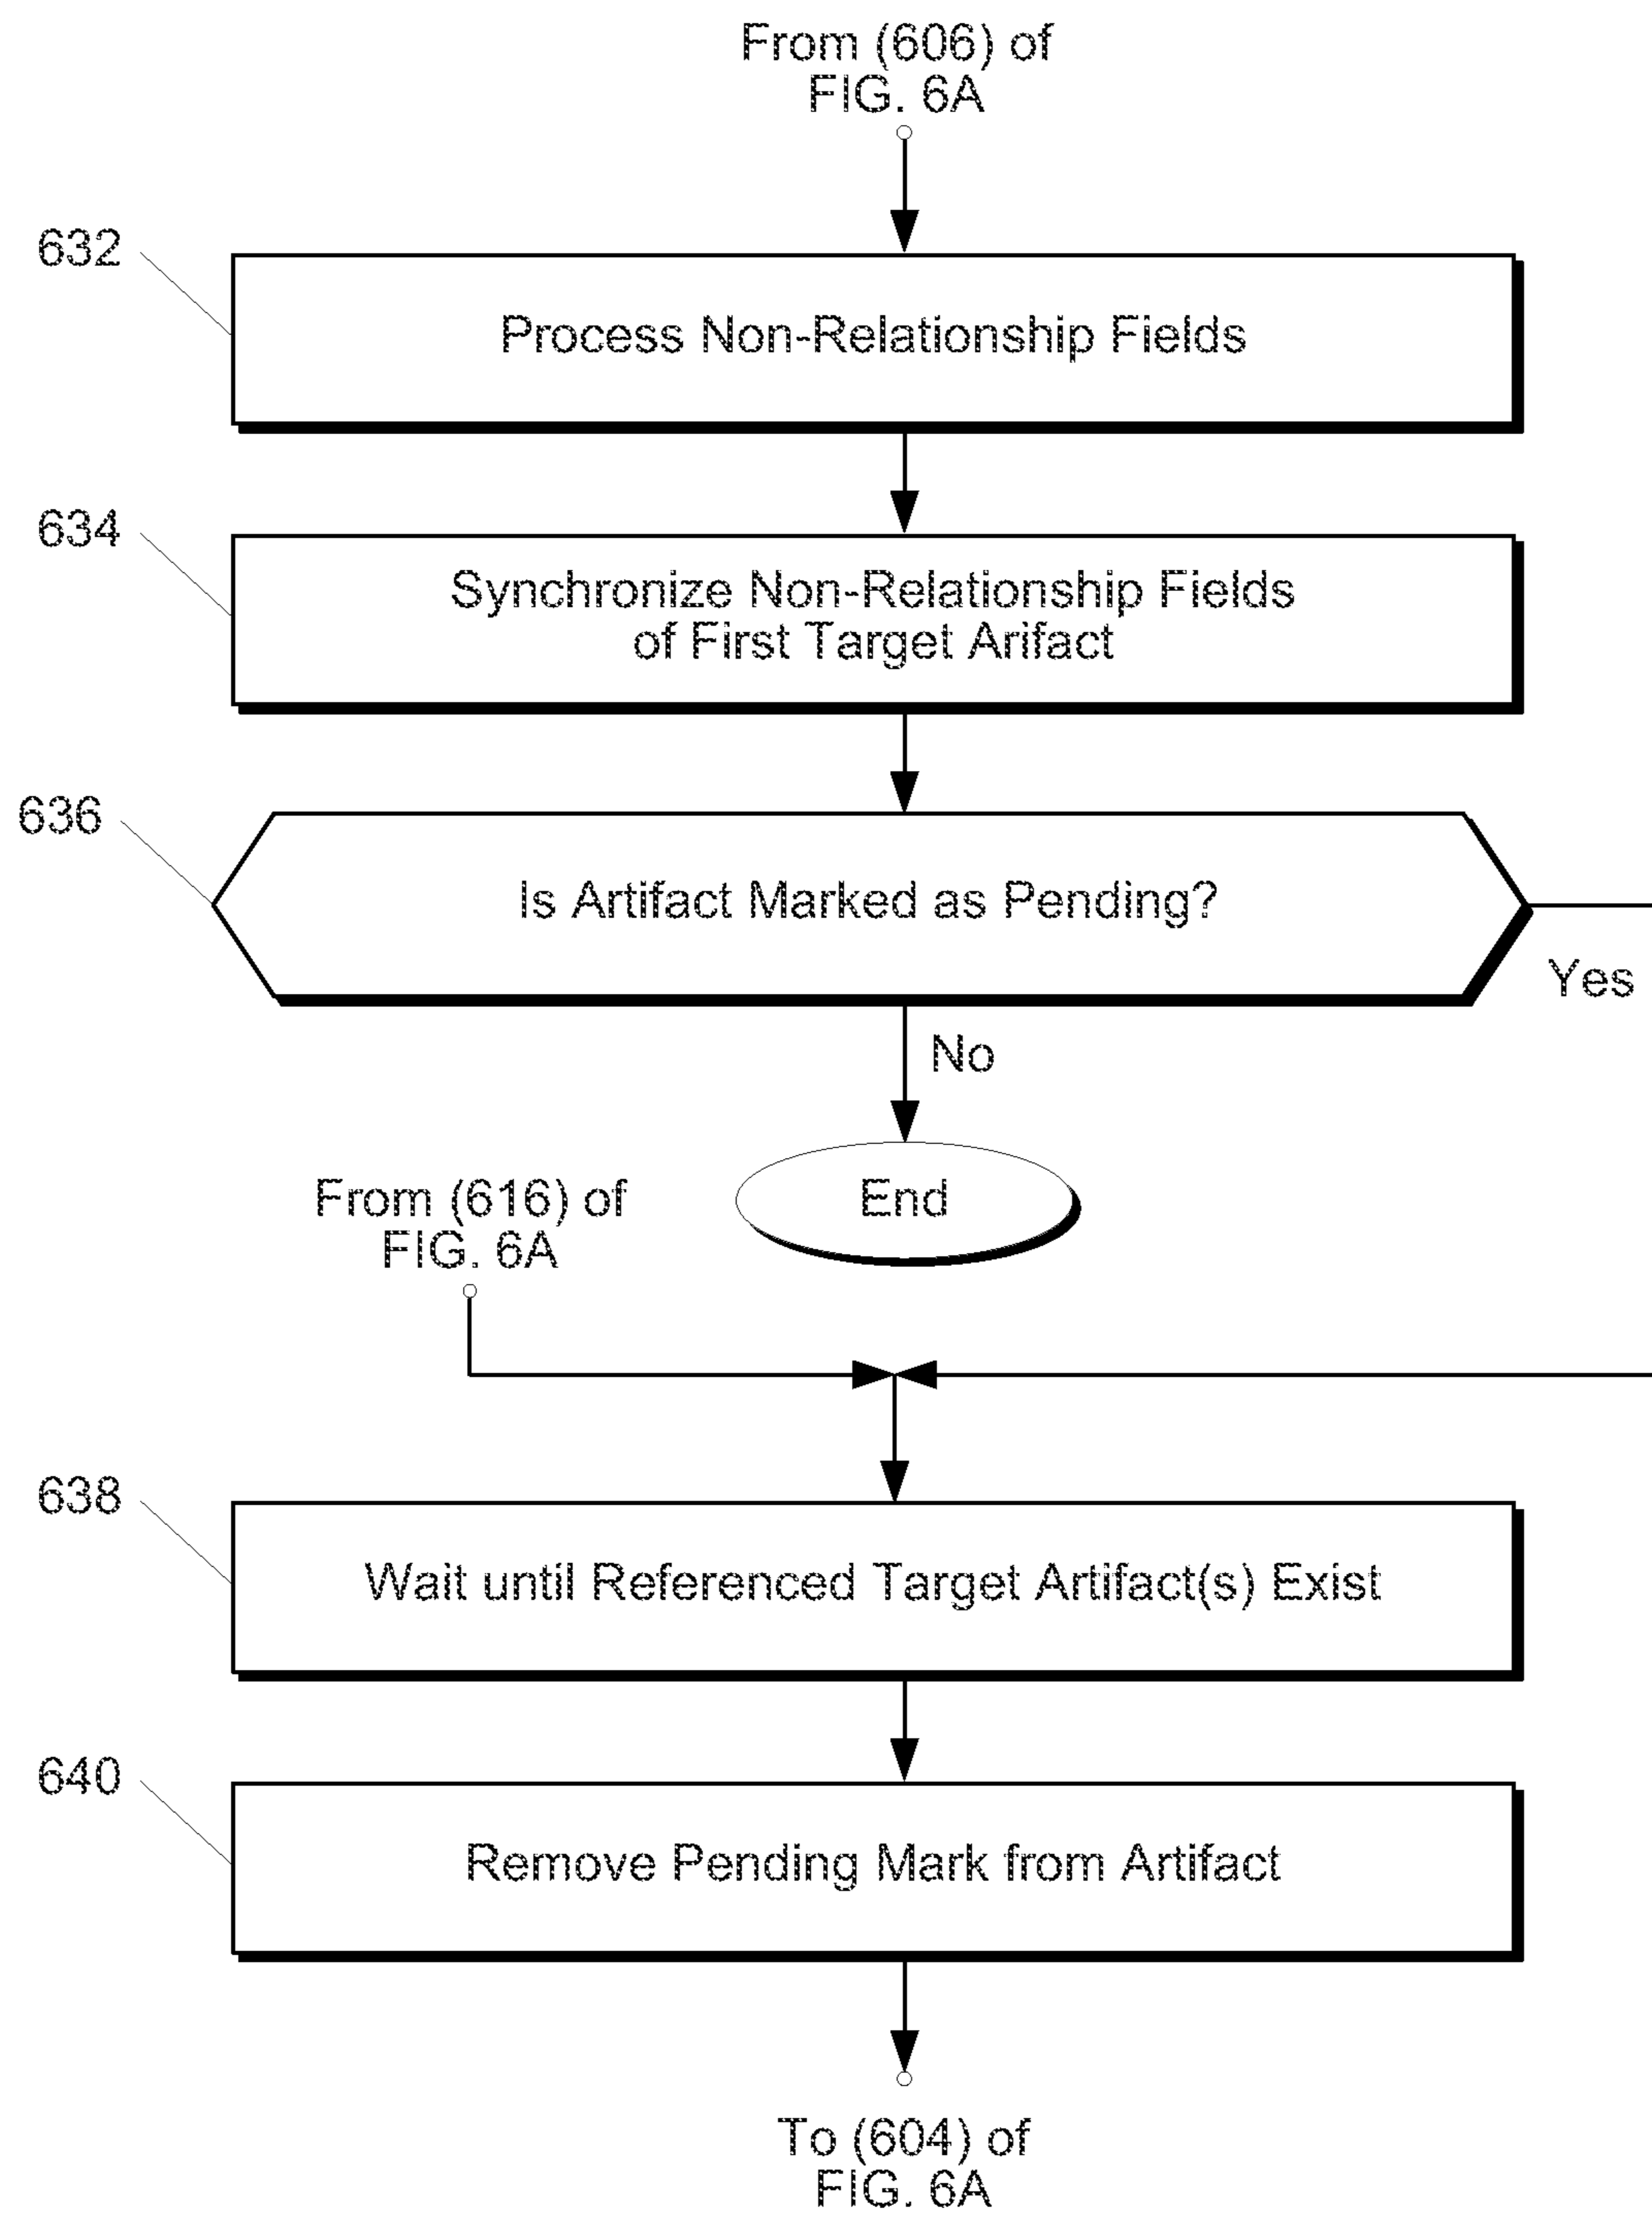 From (606) of
FIG. 6A
632
Process Non-Relationship Fields
634
Synchronize Non-Relationship Fields
of First Target Arifact
636
Is Artifact Marked as Pending?
Yes
No
End
From (616) of
FIG. 6A
638
Wait until Referenced Target Artifact(s) Exist
640
Remove Pending Mark from Artifact
To (604) of
FIG. 6A